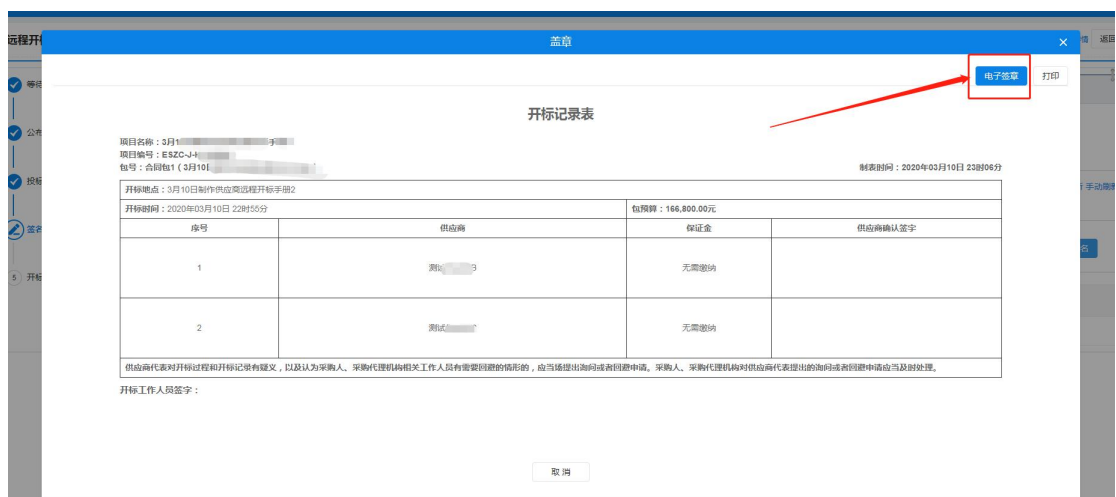 远程开
盖章
×
情
返回
等待
电子签章
打印
开标记录表
公布
项目名称：3月1
项目编号：ESZC-J-
包号：合同包1（3月10
制表时间：2020年03月10日 23时06分
投标
开标地点：3月10日制作供应商远程开标手册2
手动刷新
开标时间：2020年03月10日 22时55分
包预算：166,800.00元
序号
供应商
保证金
供应商确认签字
签名
名
1
测试
无需缴纳
5
开标
2
测试
无需缴纳
供应商代表对开标过程和开标记录有疑义，以及认为采购人、采购代理机构相关工作人员有需要回避的情形的，应当场提出询问或者回避申请。采购人、采购代理机构对供应商代表提出的询问或者回避申请应当及时处理。
开标工作人员签字：
取消